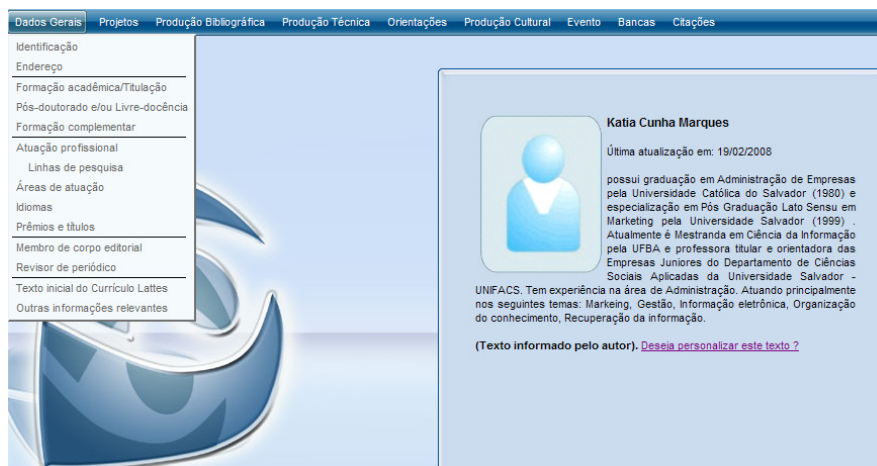 Dados Gerais Projetos Produção Bibliográfica Produção Técnica Orientações Produção Cultural Evento Bancas Citações
Identificação
Endereço
Formação acadêmica/Titulação
Pós-doutorado e/ou Livre-docência
Formação complementar
Atuação profissional
Linhas de pesquisa
Áreas de atuação
Idiomas
Prêmios e títulos
Membro de corpo editorial
Revisor de periódico
Texto inicial do Currículo Lattes
Outras informações relevantes
Katia Cunha Marques
Última atualização em: 19/02/2008
possui graduação em Administração de Empresas
pela Universidade Católica do Salvador (1980) e
especialização em Pós Graduação Lato Sensu em
Marketing pela Universidade Salvador (1999) .
Atualmente é Mestranda em Ciência da Informação
pela UFBA e professora titular e orientadora das
Empresas Juniores do Departamento de Ciências
Sociais Aplicadas da Universidade Salvador -
UNIFACS. Tem experiência na área de Administração. Atuando principalmente
nos seguintes temas: Markeing, Gestão, Informação eletrônica, Organização
do conhecimento, Recuperação da informação.
(Texto informado pelo autor). Deseja personalizar este texto ?